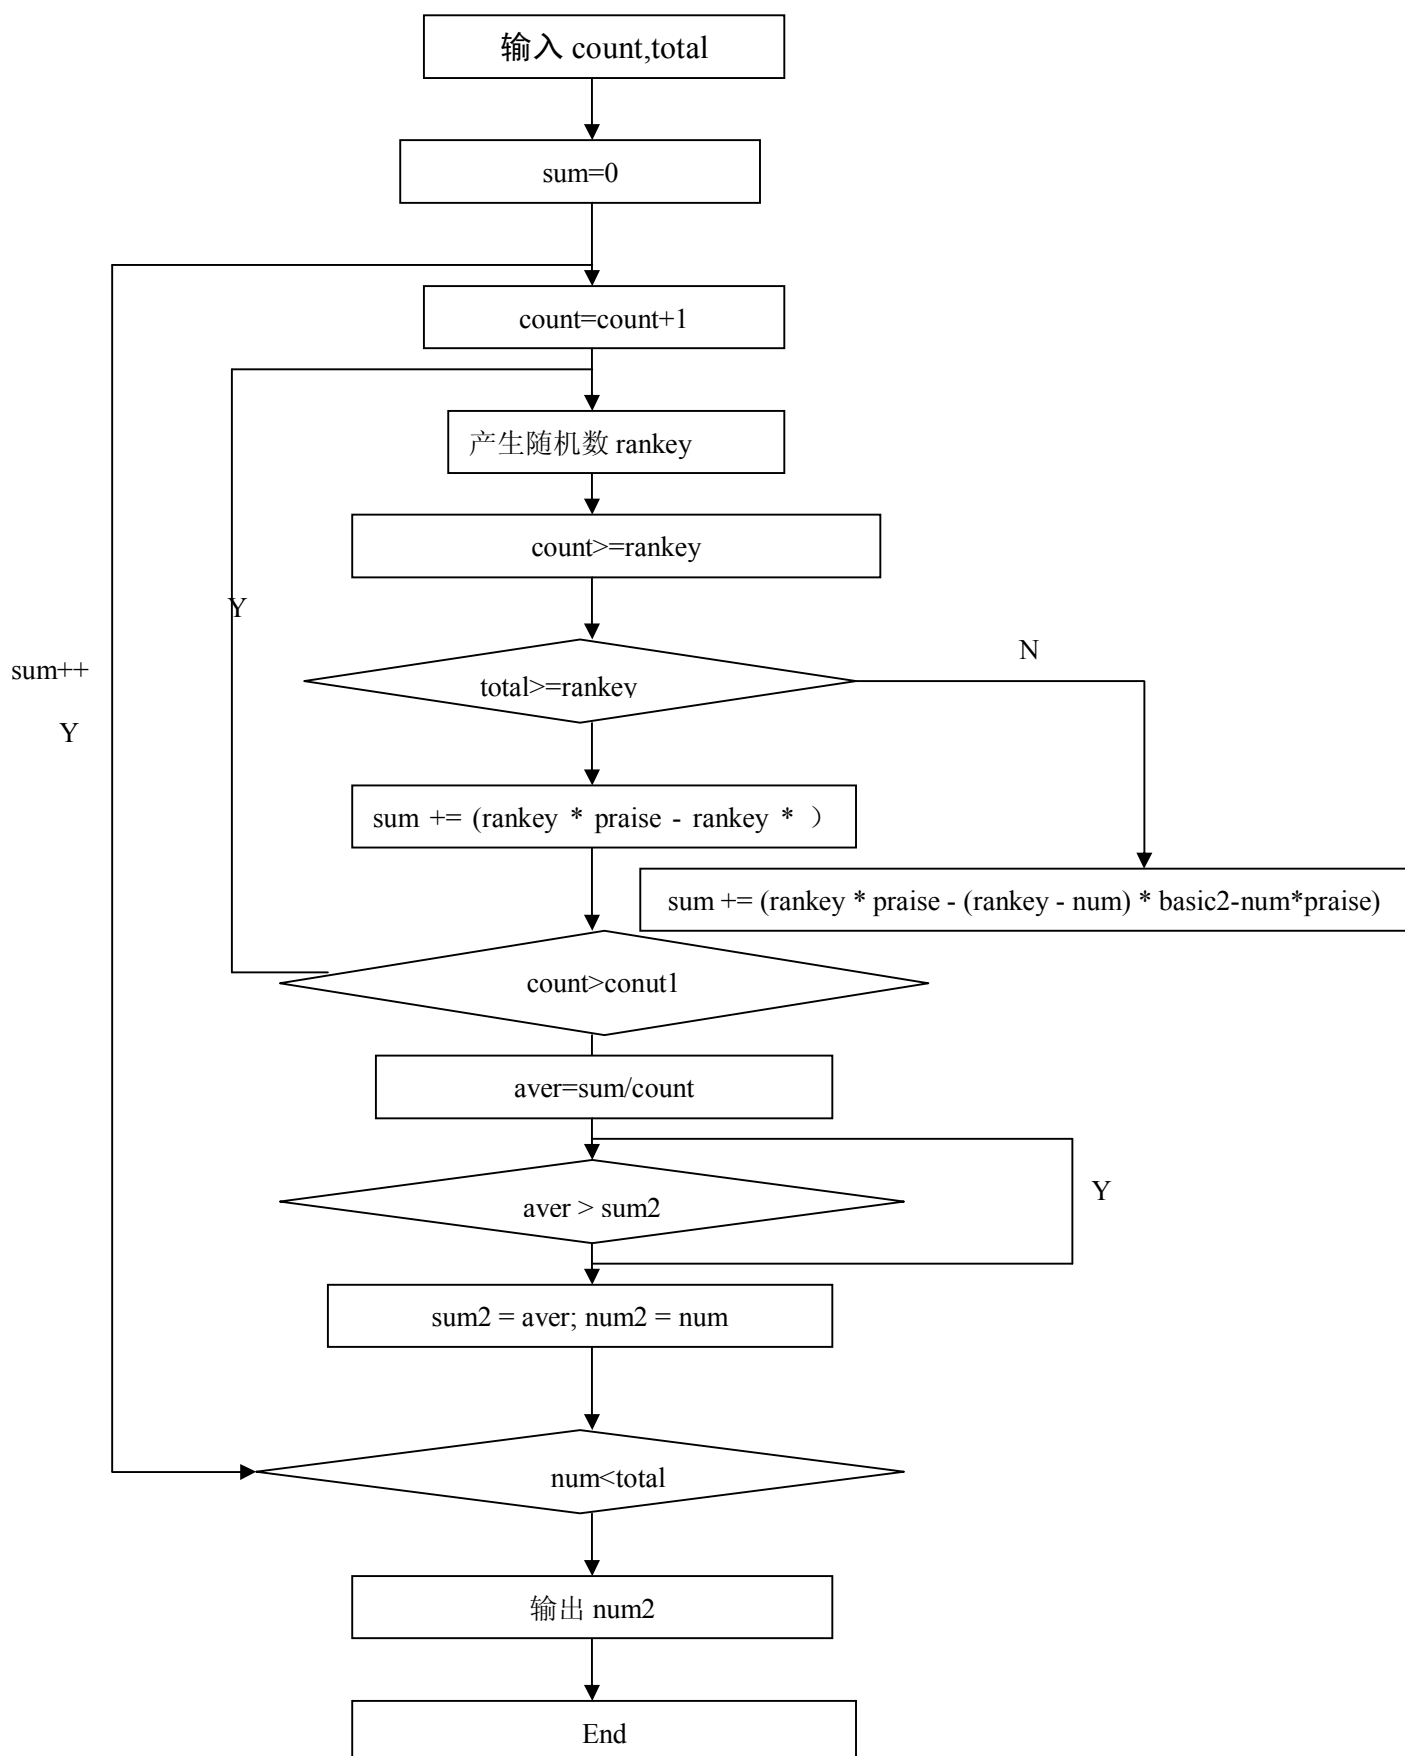 输入 count,total
sum=0
count=count+1
产生随机数 rankey
count>=rankey
Y
sum++
Y
total>=rankey
N
sum += (rankey * praise - rankey * ）
sum += (rankey * praise - (rankey - num) * basic2-num*praise)
count>conut1
aver=sum/count
aver > sum2
Y
sum2 = aver; num2 = num
num<total
输出 num2
End